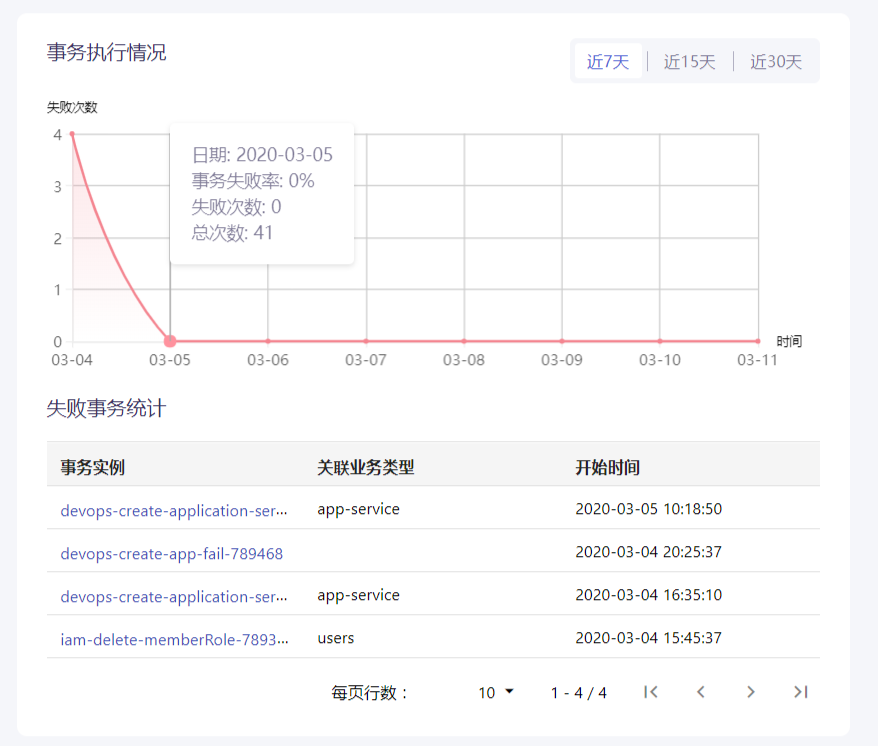 事务执行情况
近7天 近15天 近30天
失败次数
4
日期: 2020-03-05
事务失败率: 0%
3
失败次数: 0
总次数: 41
2
1
0
时间
03-04 03-05 03-06 03-07 03-08 03-09 03-10 03-11
失败事务统计
事务实例 关联业务类型 开始时间
devops-create-application-ser... app-service 2020-03-05 10:18:50
devops-create-app-fail-789468 2020-03-04 20:25:37
devops-create-application-ser... app-service 2020-03-04 16:35:10
iam-delete-memberRole-7893... users 2020-03-04 15:45:37
每页行数： 10 1 - 4 / 4